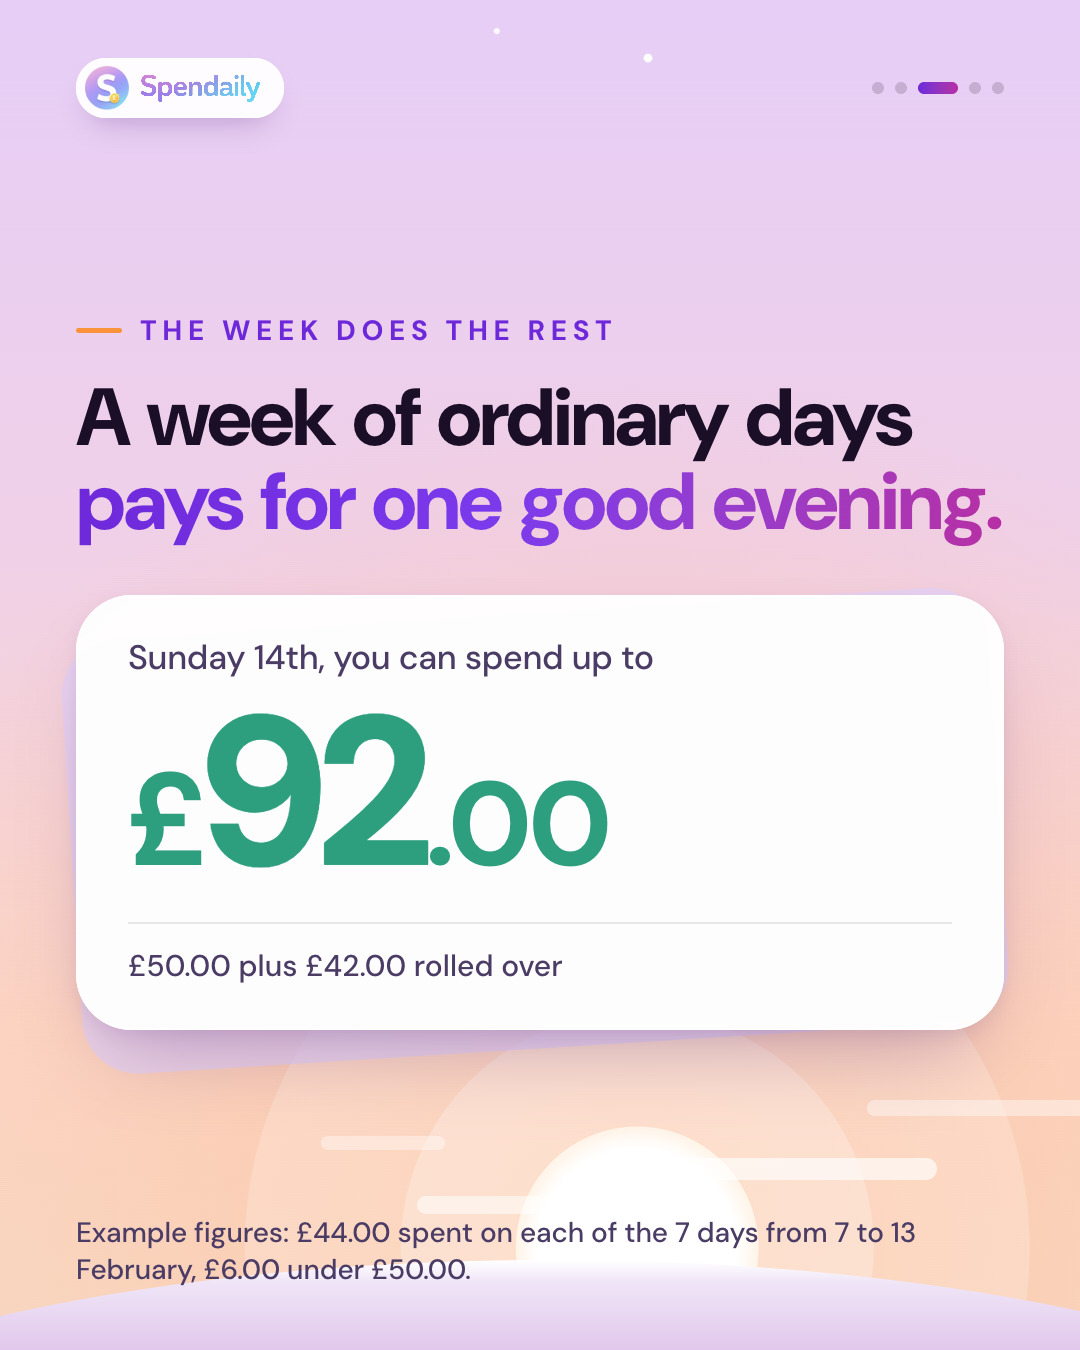 Spendaily
THE WEEK DOES THE REST
A week of ordinary days
pays for one good evening.
Sunday 14th, you can spend up to
£92.00
£50.00 plus £42.00 rolled over
Example figures: £44.00 spent on each of the 7 days from 7 to 13
February, £6.00 under £50.00.